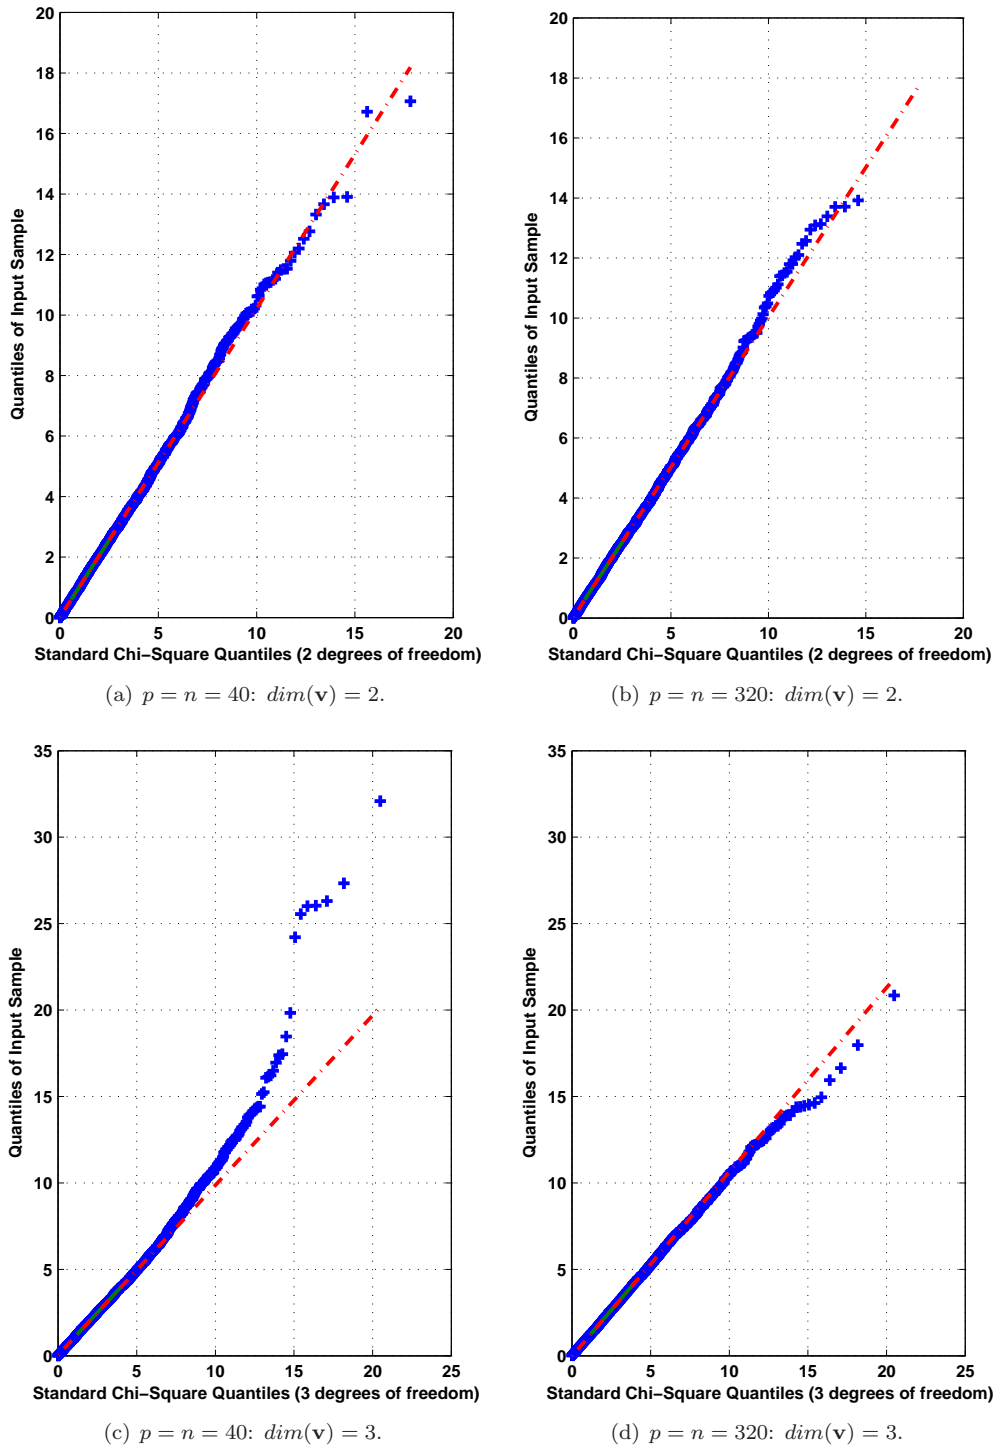 20
18
16
14
12
10
8
6
4
2
0
0 5 10 15 20
Quantiles of Input Sample
Standard Chi−Square Quantiles (2 degrees of freedom)
(a) p = n = 40: dim(v) = 2.
20
18
16
14
12
10
8
6
4
2
0
0 5 10 15 20
Quantiles of Input Sample
Standard Chi−Square Quantiles (2 degrees of freedom)
(b) p = n = 320: dim(v) = 2.
35
30
25
20
15
10
5
0
0 5 10 15 20 25
Quantiles of Input Sample
Standard Chi−Square Quantiles (3 degrees of freedom)
(c) p = n = 40: dim(v) = 3.
35
30
25
20
15
10
5
0
0 5 10 15 20 25
Quantiles of Input Sample
Standard Chi−Square Quantiles (3 degrees of freedom)
(d) p = n = 320: dim(v) = 3.